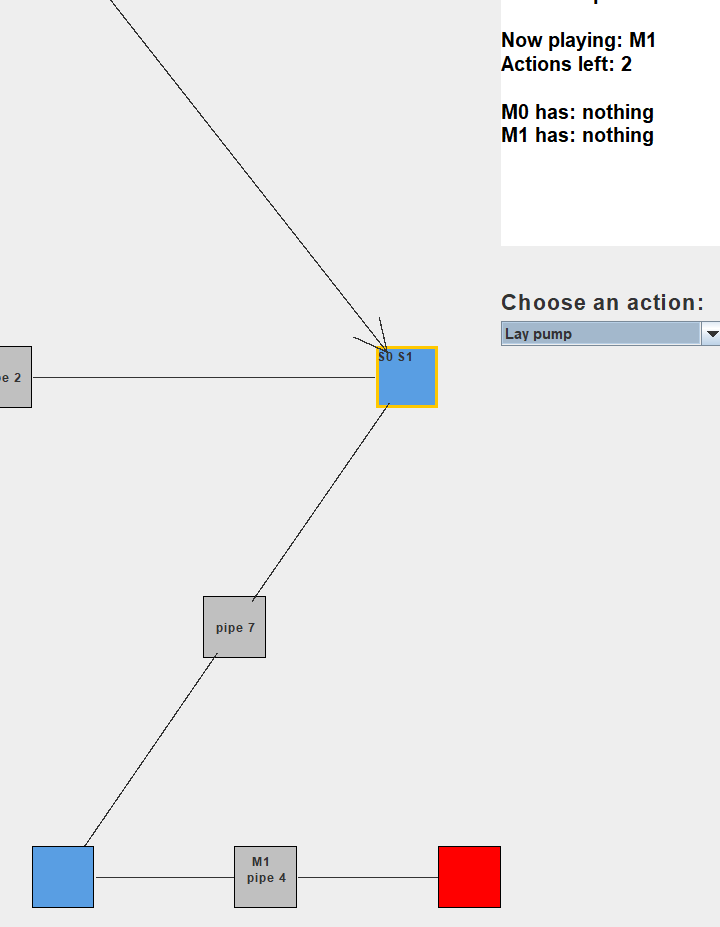 Now playing: M1
Actions left: 2
M0 has: nothing
M1 has: nothing
Choose an action:
Lay pump
S0 S1
pipe 7
M1
pipe 4